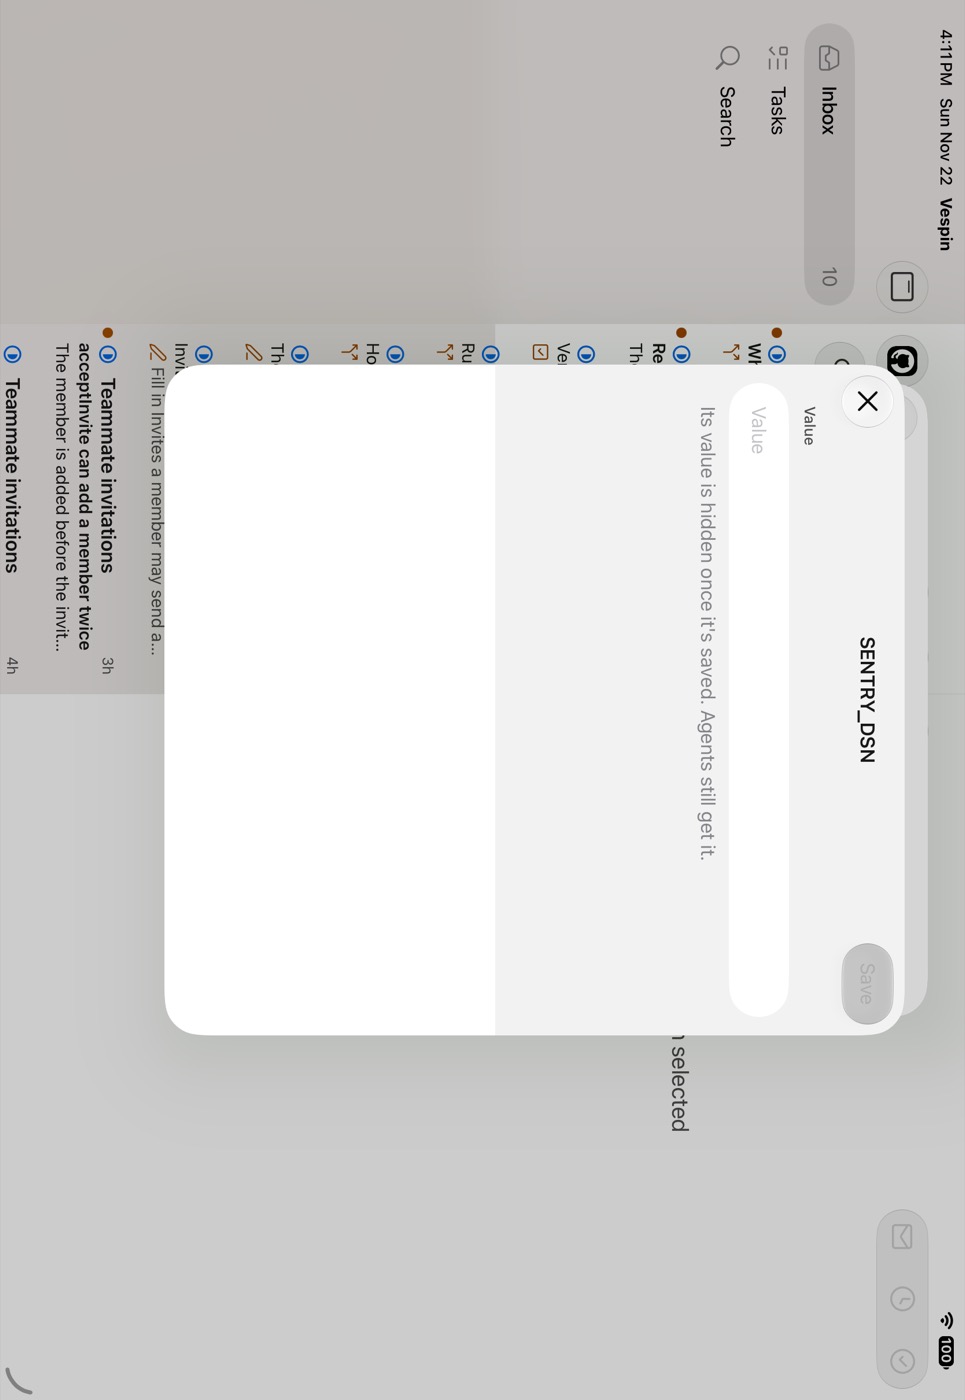 4:11 PM Sun Nov 22 Vespin
100
Inbox 10
Tasks
Search
SENTRY_DSN
Save
Value
Value
Its value is hidden once it's saved. Agents still get it.
selected
Fill in Invites a member may send a...
Teammate invitations 3h
acceptInvite can add a member twice
The member is added before the invit...
Teammate invitations 4h